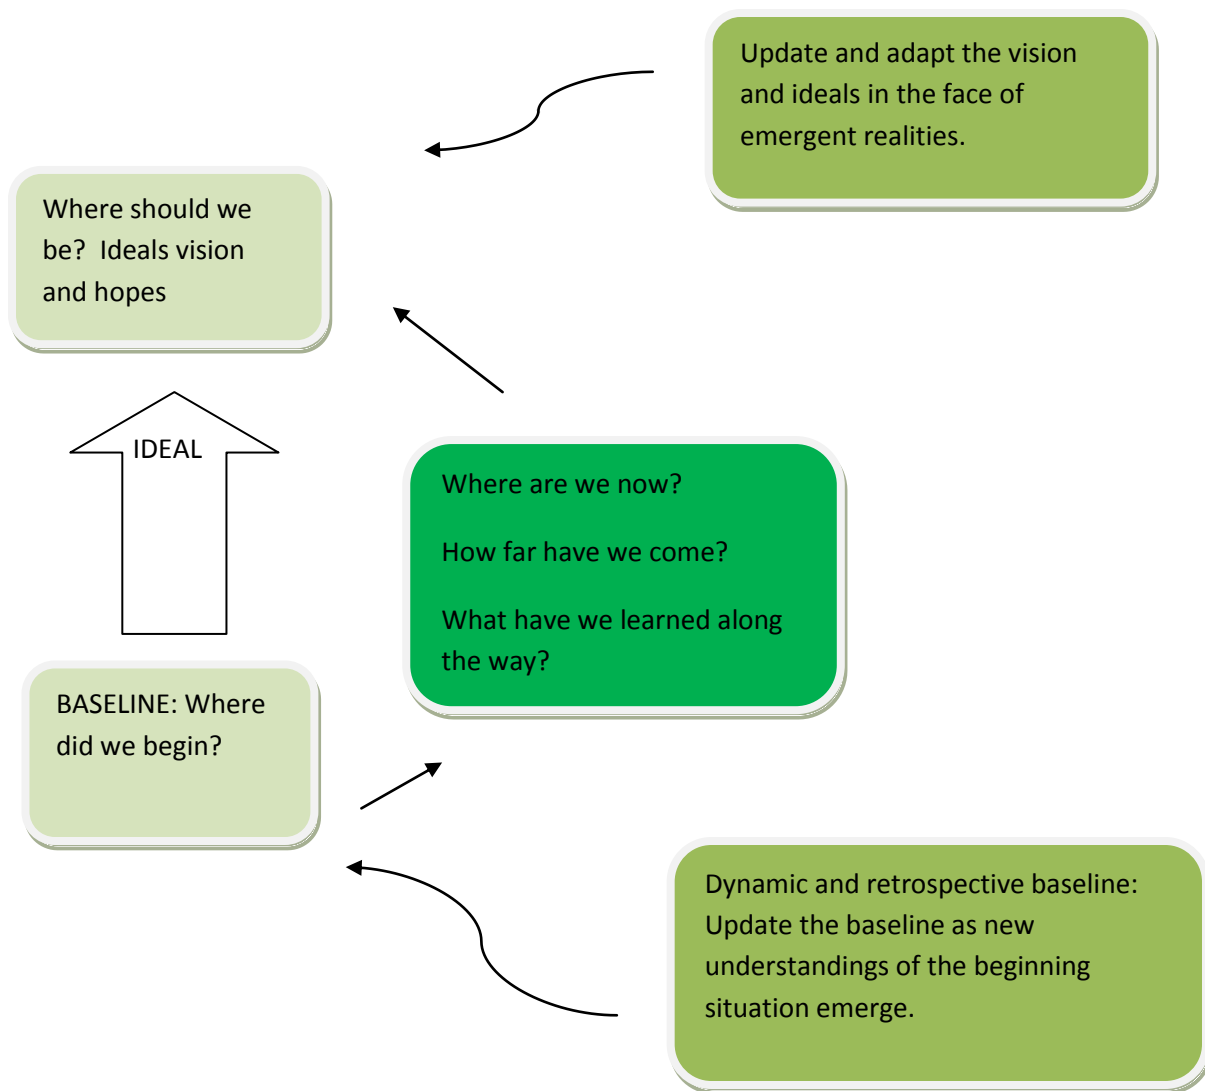 Update and adapt the vision
and ideals in the face of
emergent realities.
Where should we
be?  Ideals vision
and hopes
IDEAL
Where are we now?
How far have we come?
What have we learned along
the way?
BASELINE: Where
did we begin?
Dynamic and retrospective baseline:
Update the baseline as new
understandings of the beginning
situation emerge.